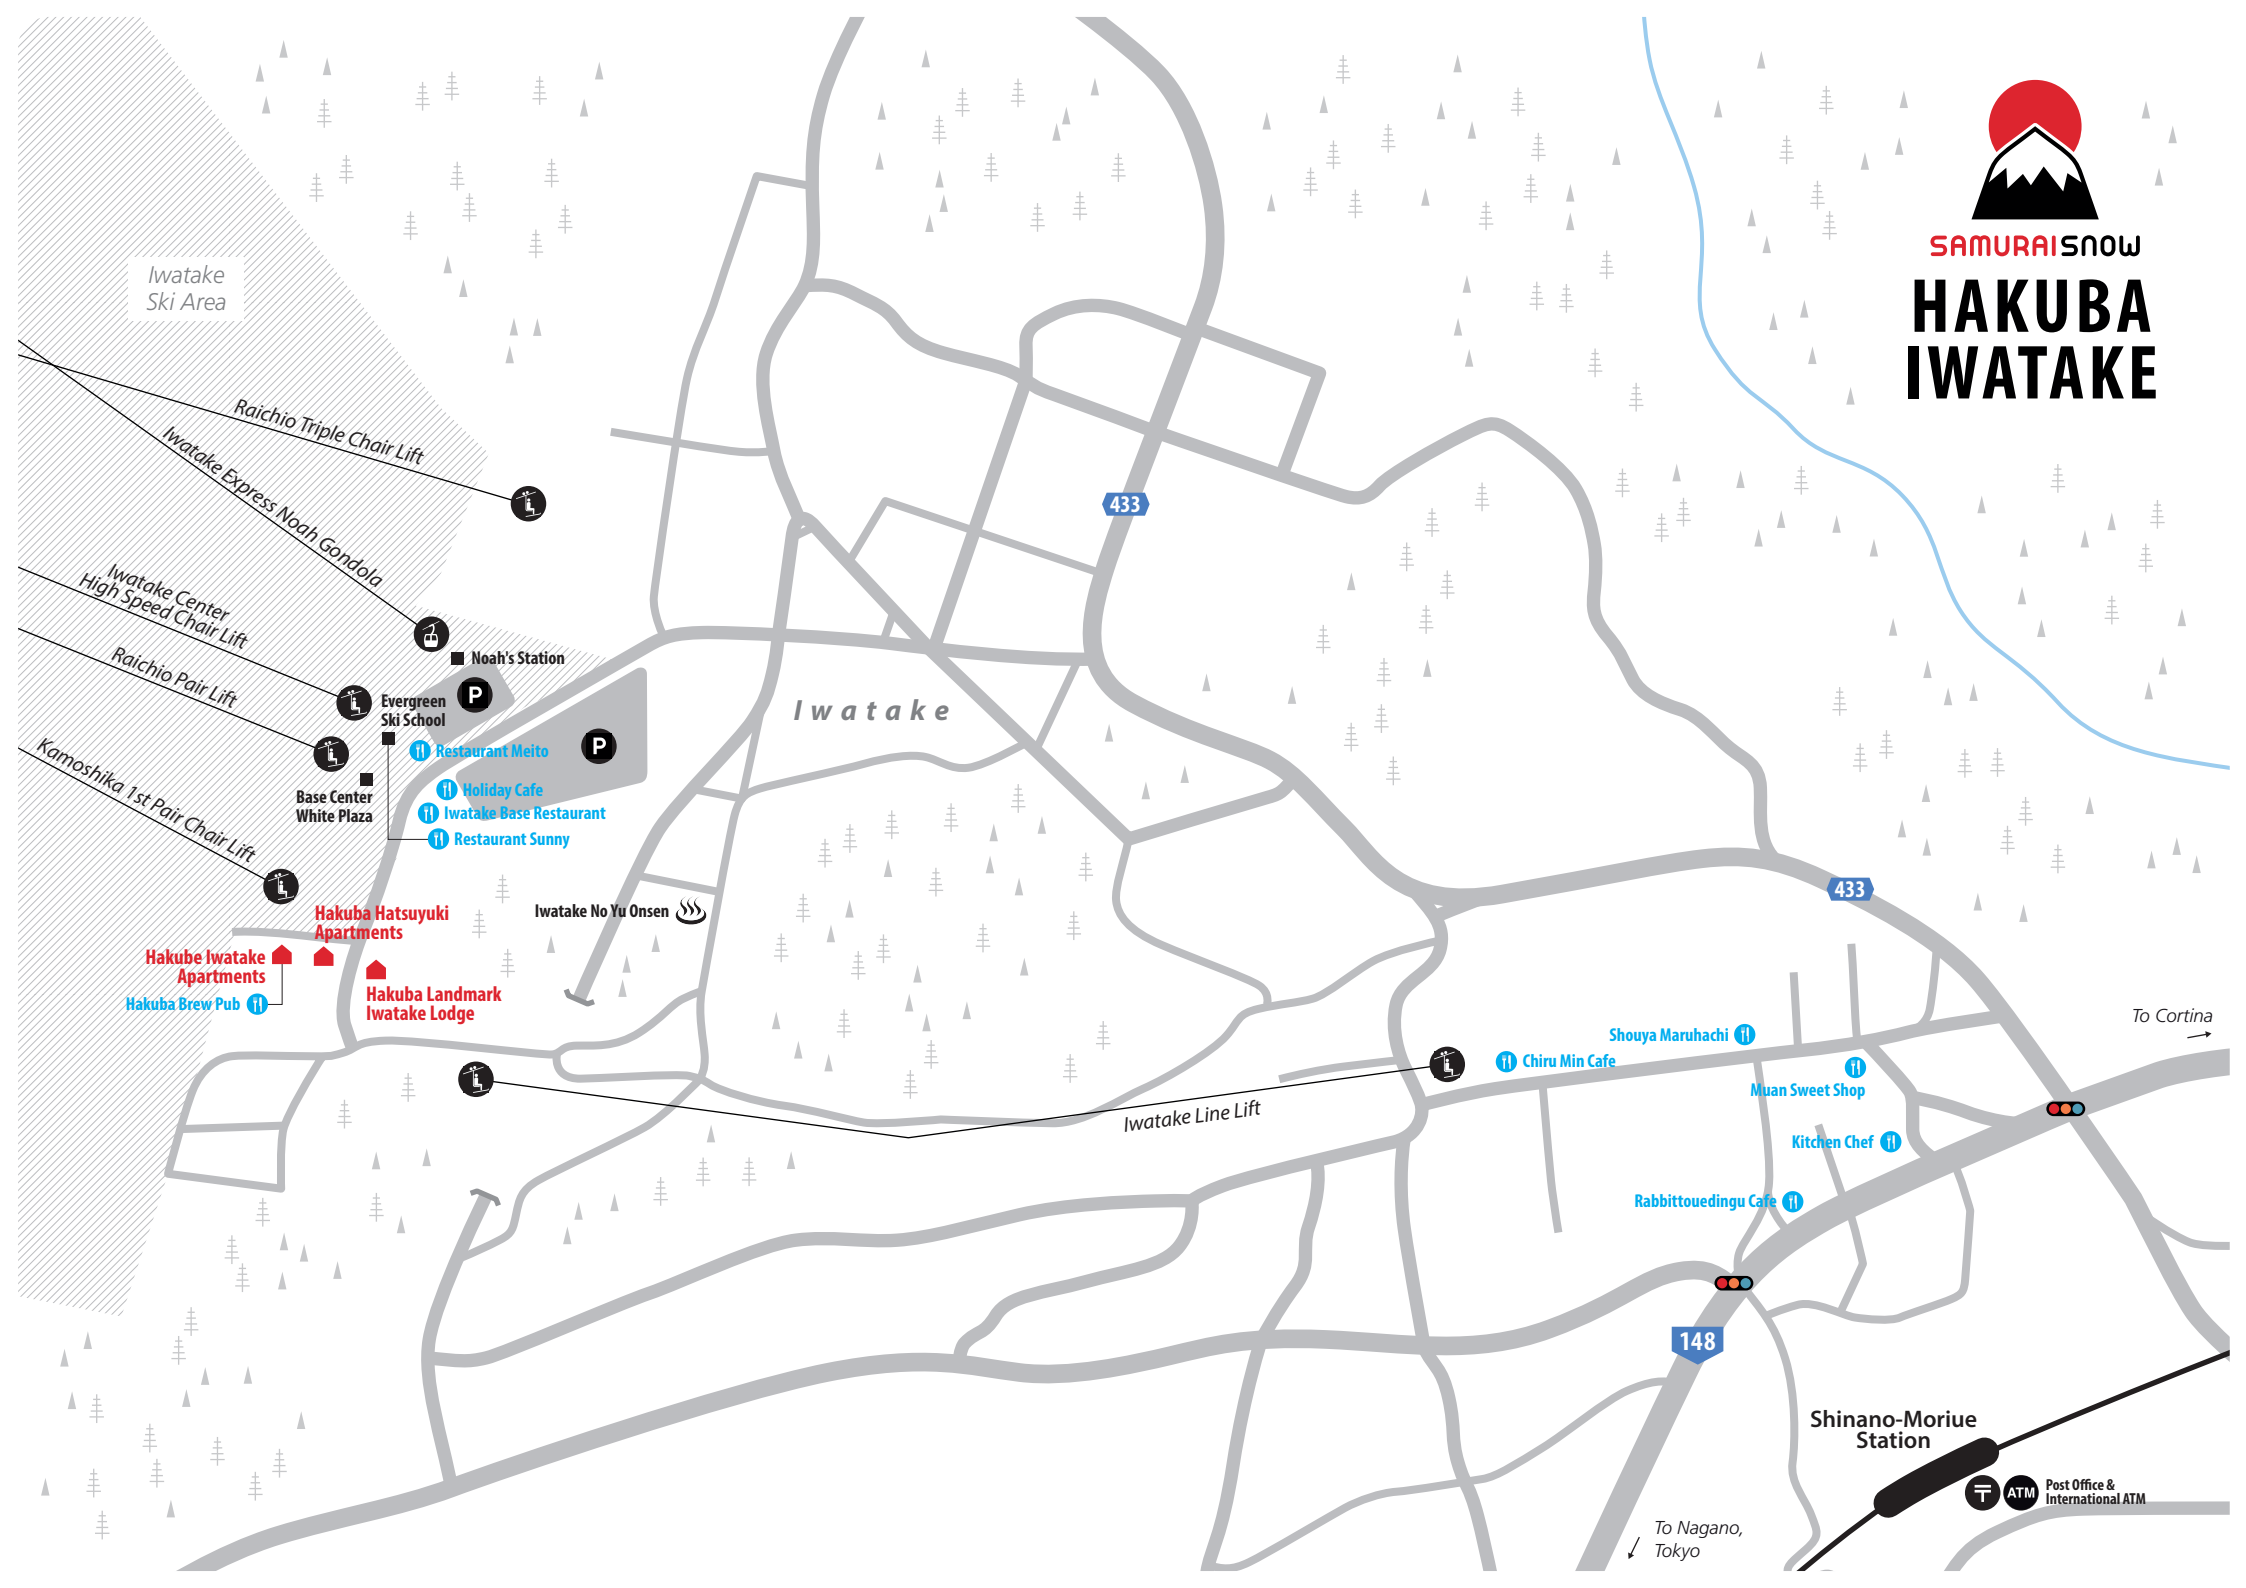 SAMURAISNOW
HAKUBA
IWATAKE
Iwatake
Ski Area
Raichio Triple Chair Lift
Iwatake Express Noah Gondola
Iwatake Center
High Speed Chair Lift
Raichio Pair Lift
Kamoshika 1st Pair Chair Lift
433
Noah's Station
P
Evergreen
Ski School
Restaurant Meito
P
Iwatake
Base Center
White Plaza
Holiday Cafe
Iwatake Base Restaurant
Restaurant Sunny
433
Iwatake No Yu Onsen
Hakuba Hatsuyuki
Apartments
Hakube Iwatake
Apartments
Hakuba Brew Pub
Hakuba Landmark
Iwatake Lodge
To Cortina
Shouya Maruhachi
Chiru Min Cafe
Muan Sweet Shop
Iwatake Line Lift
Kitchen Chef
Rabbittouedingu Cafe
148
Shinano-Moriue
Station
〒
ATM
Post Office &
International ATM
To Nagano,
Tokyo